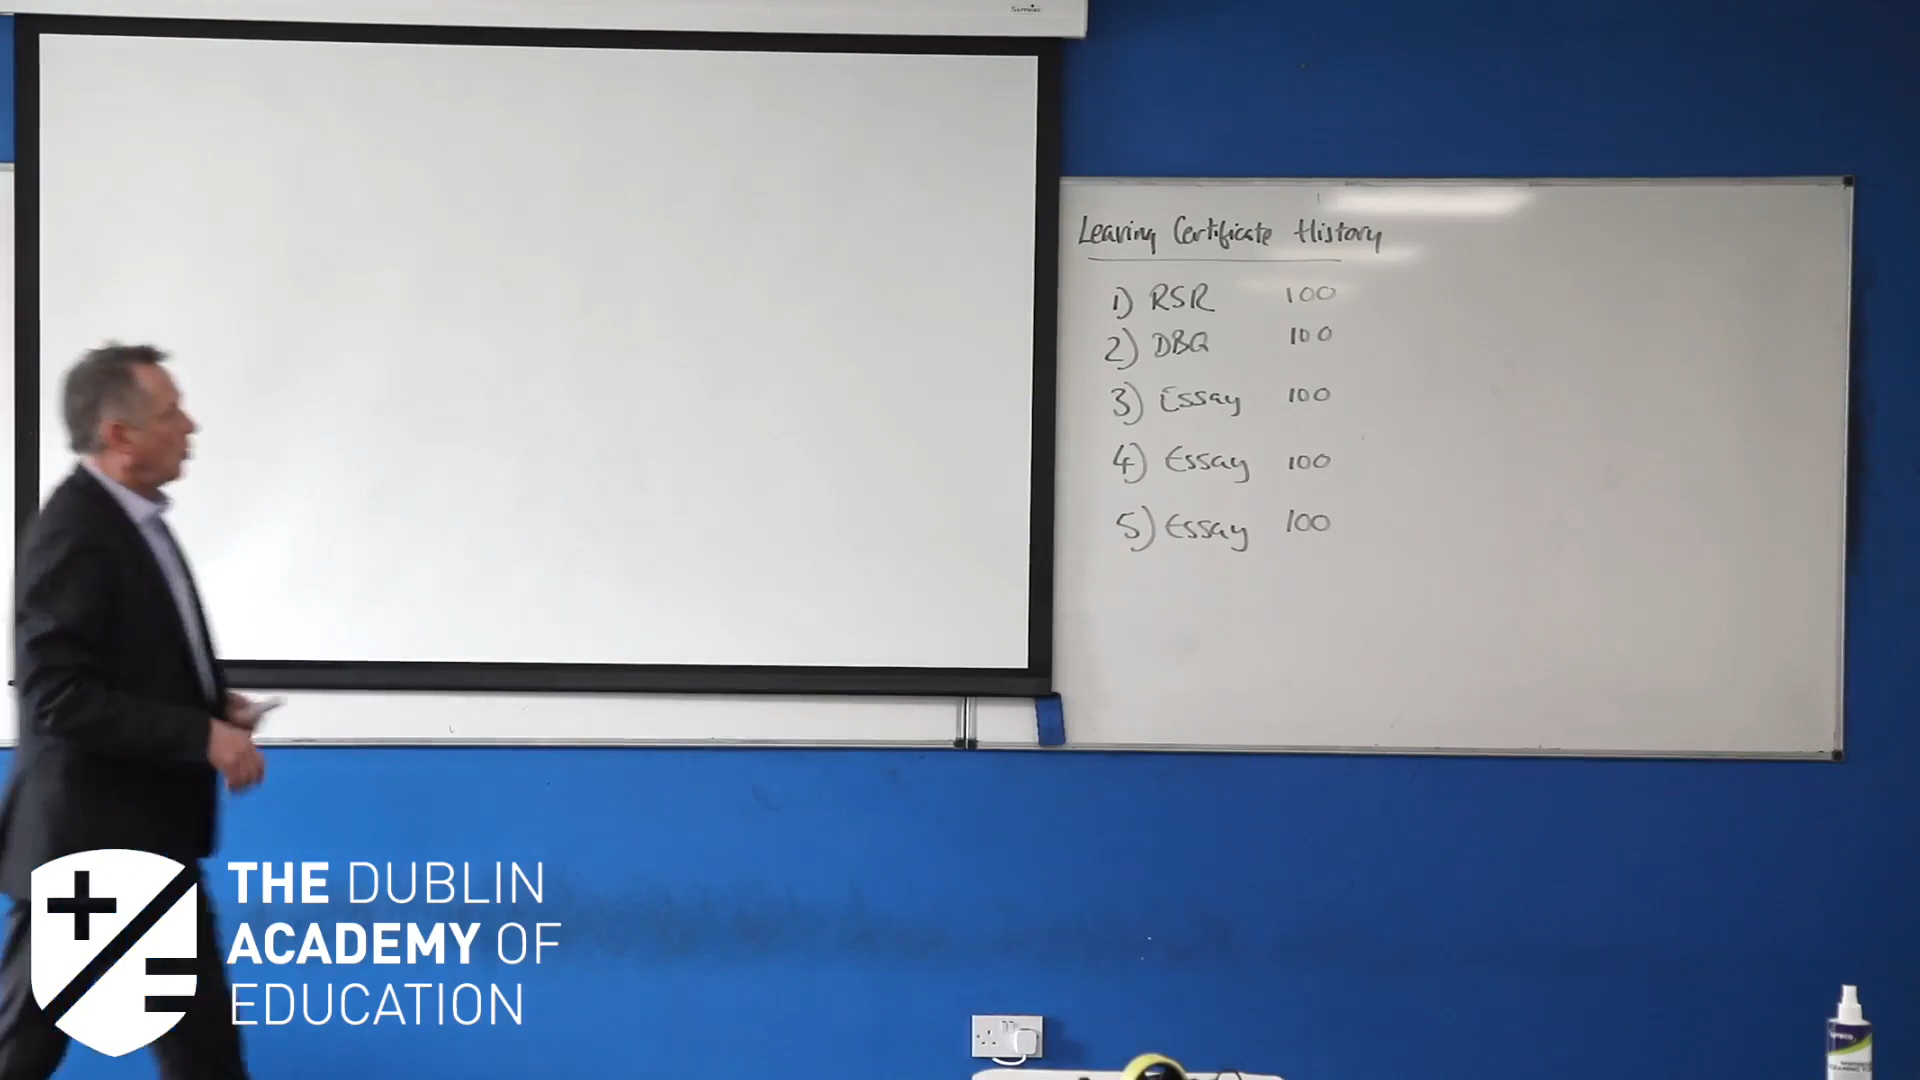 Leaving Certificate History
1) RSR 100
2) DBQ 100
3) Essay 100
4) Essay 100
5) Essay 100
THE DUBLIN
ACADEMY OF
EDUCATION